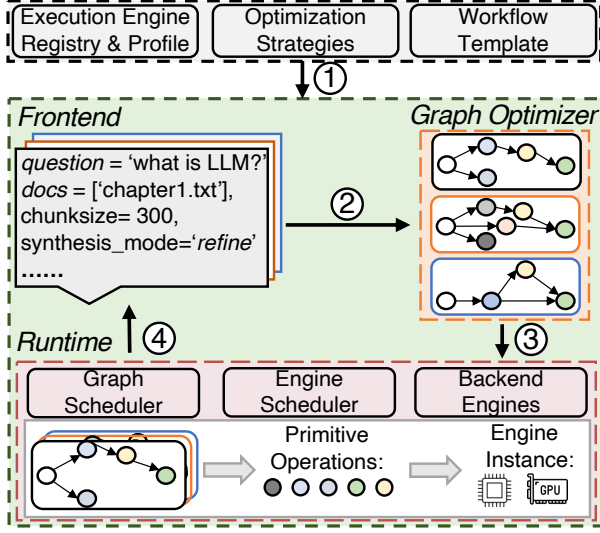 Execution Engine
Registry & Profile
Optimization
Strategies
Workflow
Template
①
Frontend
Graph Optimizer
question = ‘what is LLM?’
docs = [‘chapter1.txt’],
chunksize= 300,
synthesis_mode=‘refine’
......
②
Runtime
④
③
Graph
Scheduler
Engine
Scheduler
Backend
Engines
Primitive
Operations:
Engine
Instance:
GPU